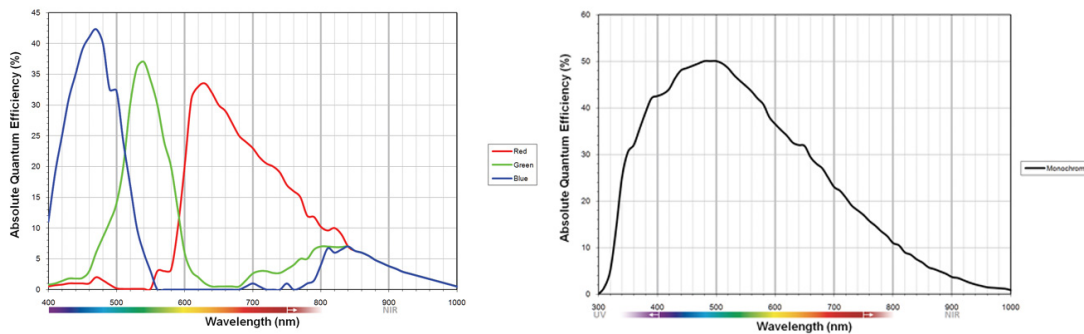 Absolute Quantum Efficiency (%)
45
40
35
30
25
20
15
10
5
0
400 500 600 700 800 900 1000
NIR
Wavelength (nm)
Red
Green
Blue
Absolute Quantum Efficiency (%)
60
50
40
30
20
10
0
300 400 500 600 700 800 900 1000
UV NIR
Wavelength (nm)
Monochrom